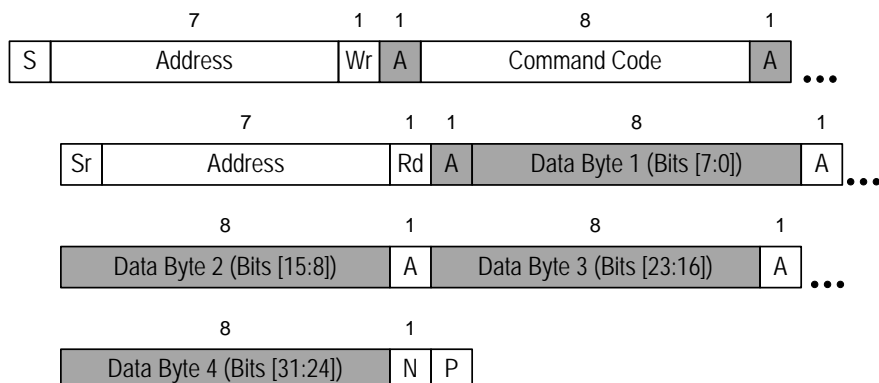 7 1 1 8 1
S Address Wr A Command Code A ...
7 1 1 8 1
Sr Address Rd A Data Byte 1 (Bits [7:0]) A ...
8 1 8 1
Data Byte 2 (Bits [15:8]) A Data Byte 3 (Bits [23:16]) A ...
8 1
Data Byte 4 (Bits [31:24]) N P